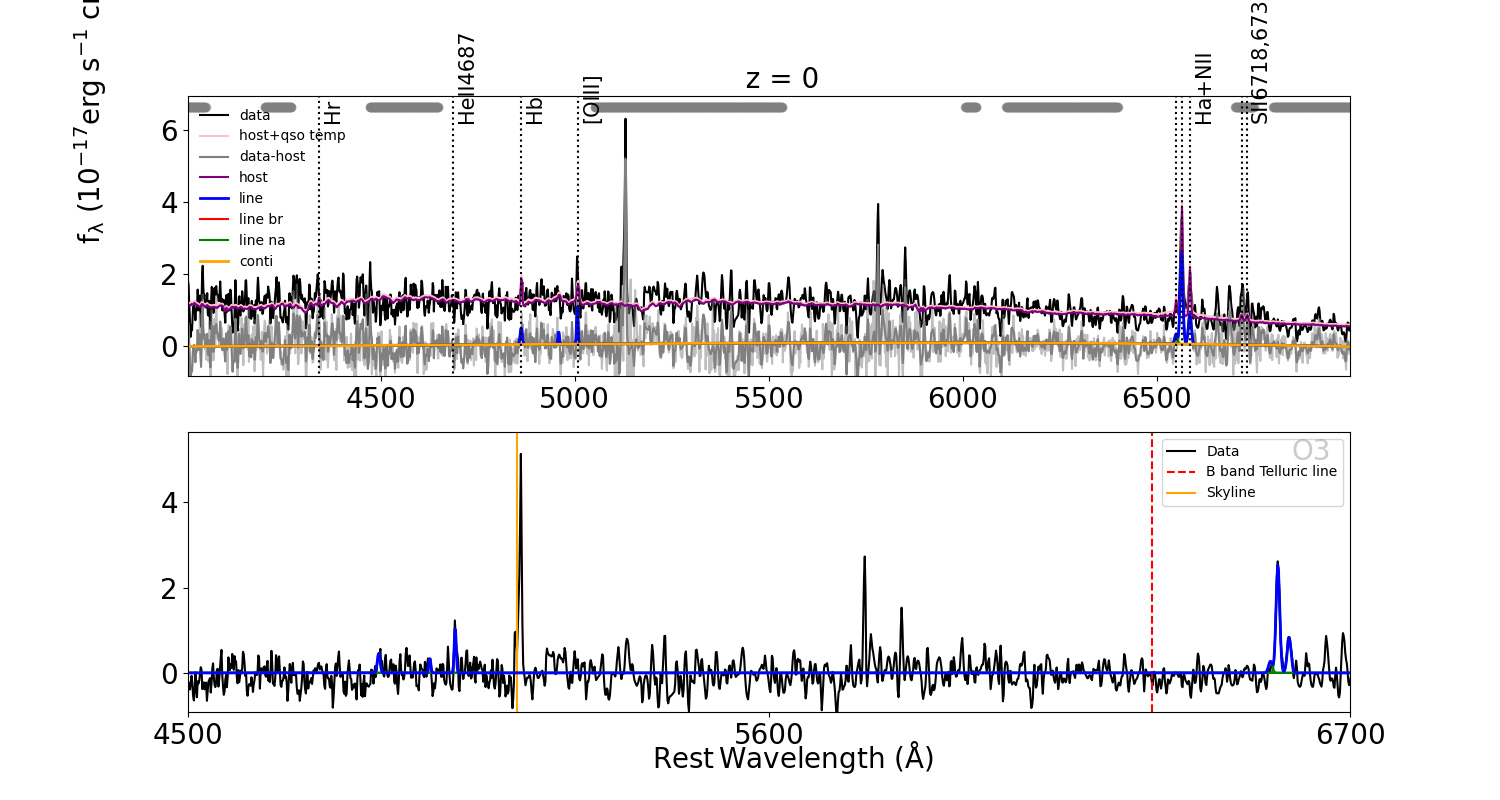 z = 0
f_λ (10^−17 erg s^−1
Hr
HeII4687
Hb
[OIII]
Ha+NII
SII6718,673
data
host+qso temp
data-host
host
line
line br
line na
conti
6
4
2
0
4500
5000
5500
6000
6500
O3
Data
B band Telluric line
Skyline
4
2
0
4500
5600
6700
Rest Wavelength (Å)